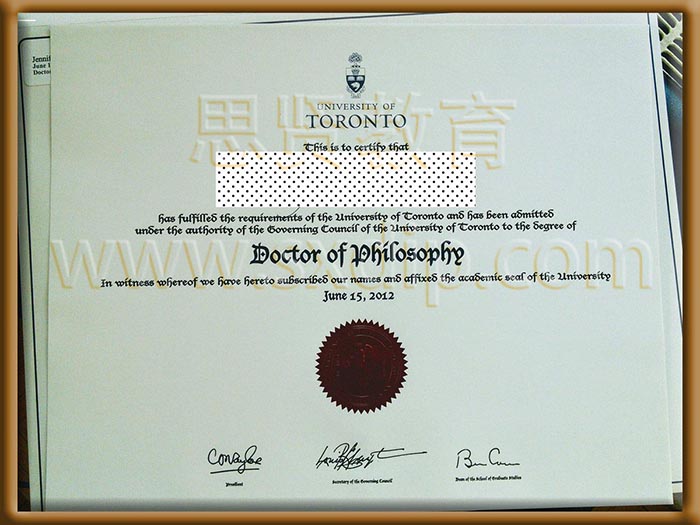 Jennif
June 1
Doctor
UNIVERSITY OF
TORONTO
思贤教育
This is to certify that
has fulfilled the requirements of the University of Toronto and has been admitted
under the authority of the Governing Council of the University of Toronto to the degree of
Doctor of Philosophy
In witness whereof we have hereto subscribed our names and affixed the academic seal of the University
June 15, 2012
President
Secretary of the Governing Council
Dean of the School of Graduate Studies